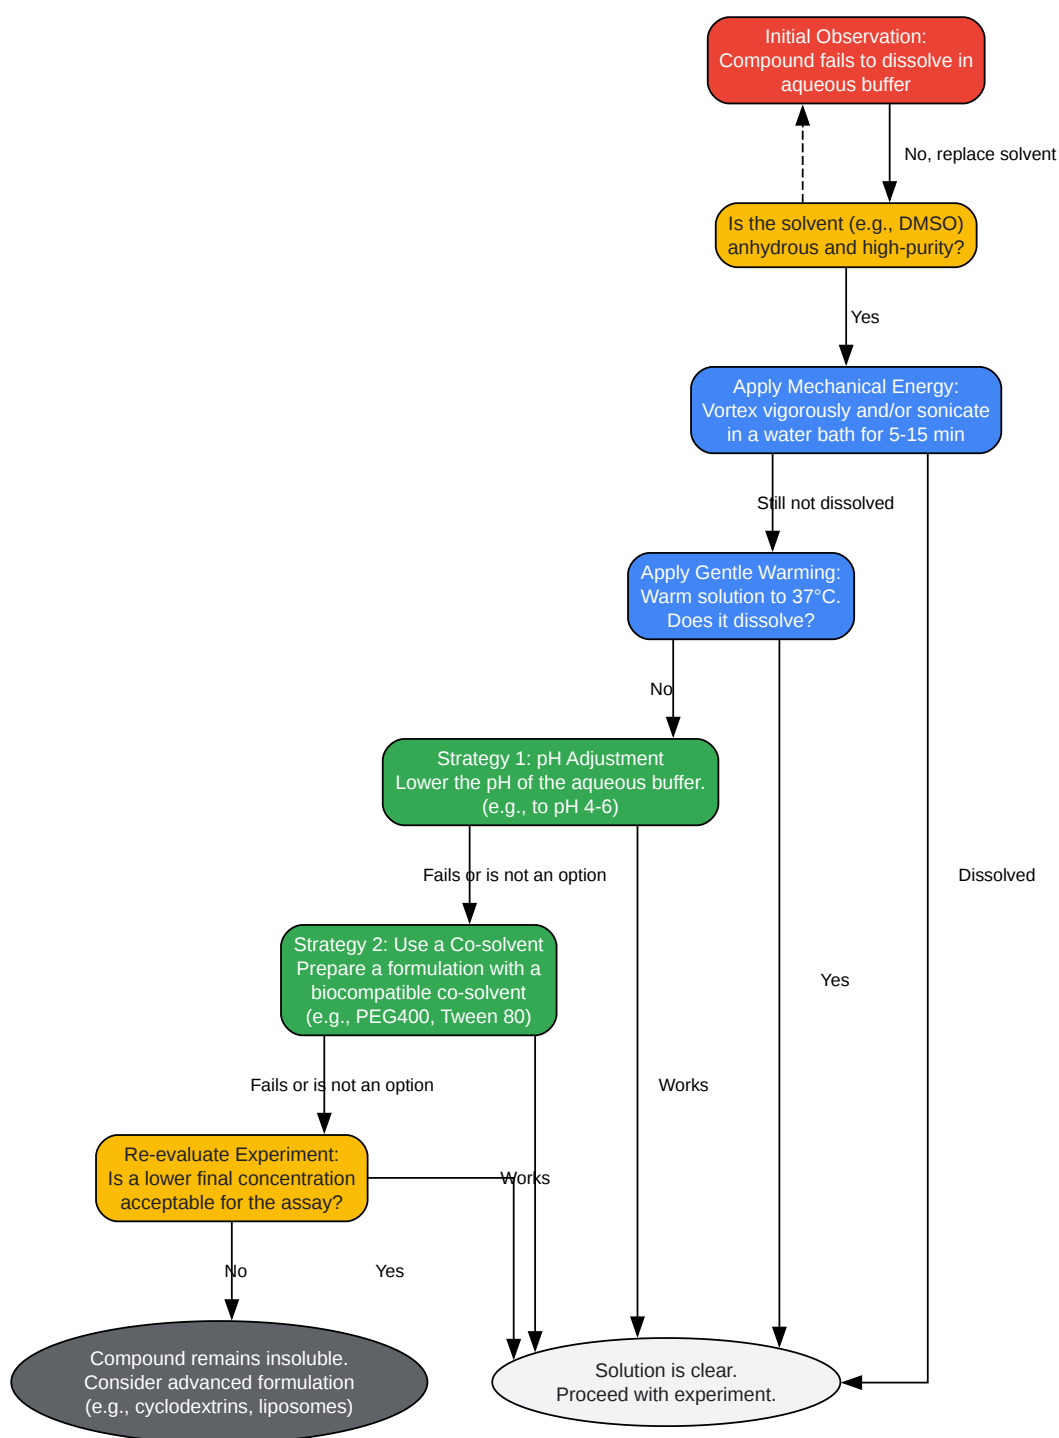 Initial Observation:
Compound fails to dissolve in
aqueous buffer
No, replace solvent
Is the solvent (e.g., DMSO)
anhydrous and high-purity?
Yes
Apply Mechanical Energy:
Vortex vigorously and/or sonicate
in a water bath for 5-15 min
Still not dissolved
Apply Gentle Warming:
Warm solution to 37°C.
Does it dissolve?
No
Strategy 1: pH Adjustment
Lower the pH of the aqueous buffer.
(e.g., to pH 4-6)
Fails or is not an option
Dissolved
Strategy 2: Use a Co-solvent
Prepare a formulation with a
biocompatible co-solvent
(e.g., PEG400, Tween 80)
Yes
Fails or is not an option
Works
Re-evaluate Experiment:
Is a lower final concentration
acceptable for the assay?
Works
No
Yes
Compound remains insoluble.
Consider advanced formulation
(e.g., cyclodextrins, liposomes)
Solution is clear.
Proceed with experiment.